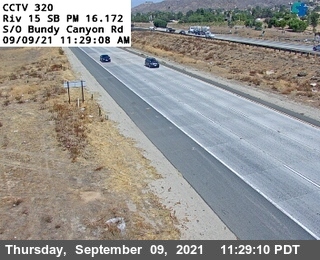 CCTV 320
Riv 15 SB PM 16.172
S/O Bundy Canyon Rd
09/09/21 11:29:08 AM
Thursday, September 09, 2021 11:29:10 PDT